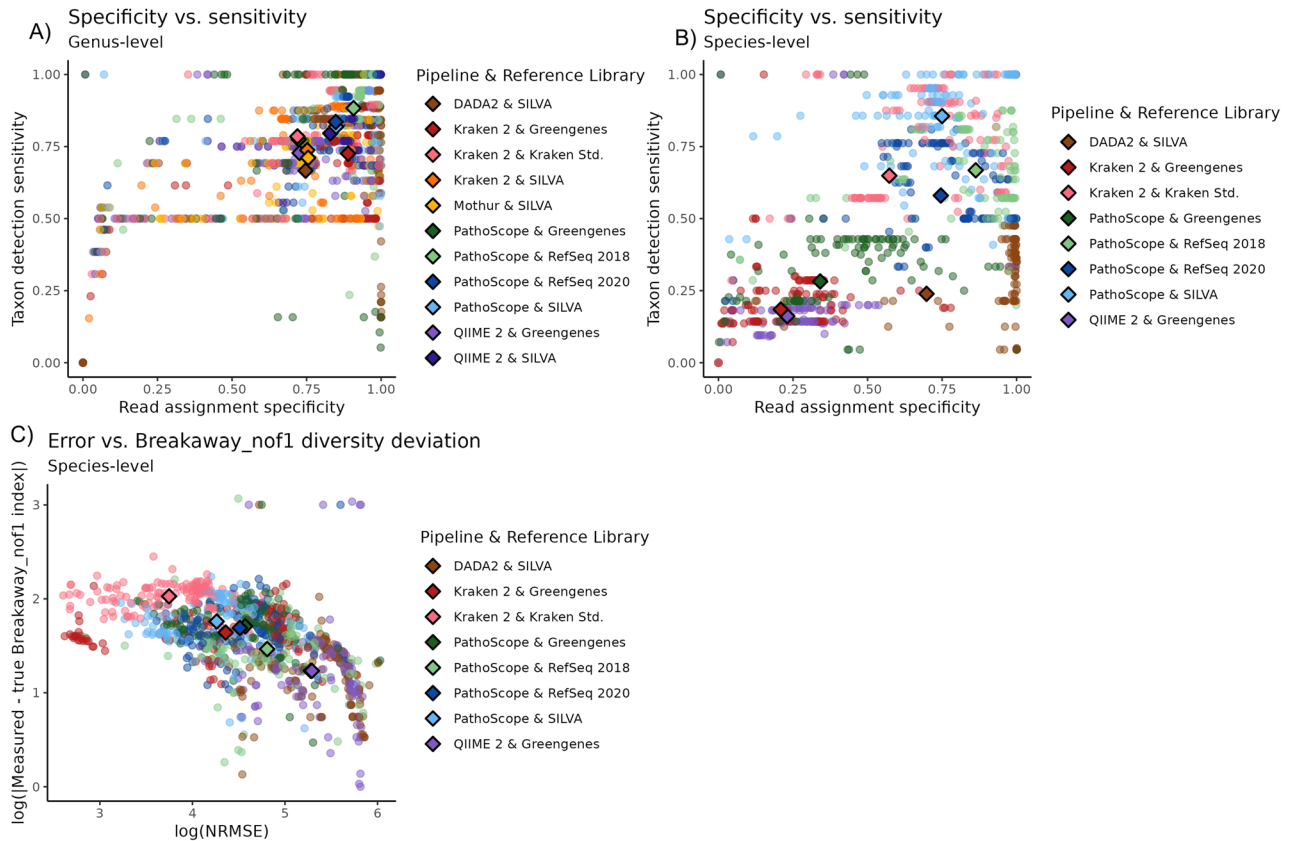 A)
Specificity vs. sensitivity
Genus-level
Taxon detection sensitivity
1.00
0.75
0.50
0.25
0.00
0.00 0.25 0.50 0.75 1.00
Read assignment specificity
Pipeline & Reference Library
DADA2 & SILVA
Kraken 2 & Greengenes
Kraken 2 & Kraken Std.
Kraken 2 & SILVA
Mothur & SILVA
PathoScope & Greengenes
PathoScope & RefSeq 2018
PathoScope & RefSeq 2020
PathoScope & SILVA
QIIME 2 & Greengenes
QIIME 2 & SILVA
B)
Specificity vs. sensitivity
Species-level
Taxon detection sensitivity
1.00
0.75
0.50
0.25
0.00
0.00 0.25 0.50 0.75 1.00
Read assignment specificity
Pipeline & Reference Library
DADA2 & SILVA
Kraken 2 & Greengenes
Kraken 2 & Kraken Std.
PathoScope & Greengenes
PathoScope & RefSeq 2018
PathoScope & RefSeq 2020
PathoScope & SILVA
QIIME 2 & Greengenes
C)
Error vs. Breakaway_nof1 diversity deviation
Species-level
log(|Measured - true Breakaway_nof1 index|)
3
2
1
0
3 4 5 6
log(NRMSE)
Pipeline & Reference Library
DADA2 & SILVA
Kraken 2 & Greengenes
Kraken 2 & Kraken Std.
PathoScope & Greengenes
PathoScope & RefSeq 2018
PathoScope & RefSeq 2020
PathoScope & SILVA
QIIME 2 & Greengenes